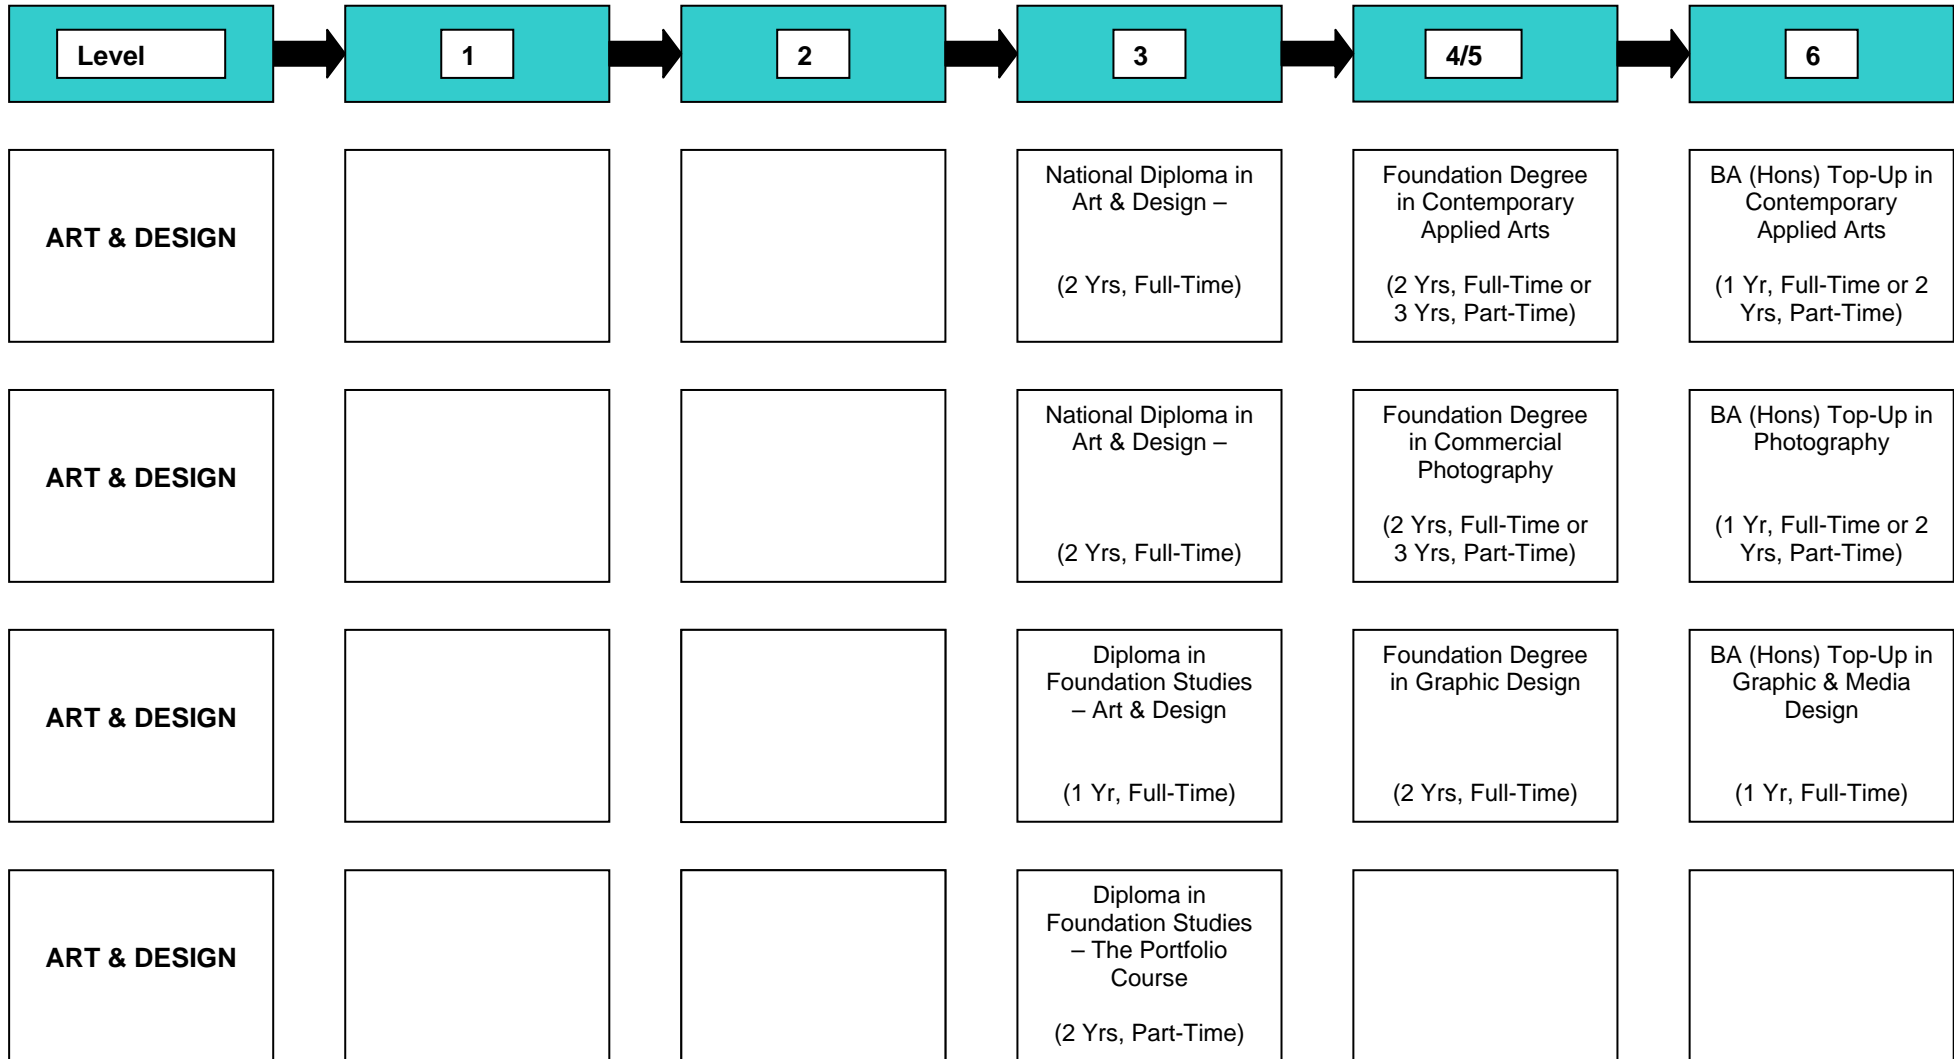 Level
1
2
3
4/5
6
ART & DESIGN
National Diploma in
Art & Design –
(2 Yrs, Full-Time)
Foundation Degree
in Contemporary
Applied Arts
(2 Yrs, Full-Time or
3 Yrs, Part-Time)
BA (Hons) Top-Up in
Contemporary
Applied Arts
(1 Yr, Full-Time or 2
Yrs, Part-Time)
ART & DESIGN
National Diploma in
Art & Design –
(2 Yrs, Full-Time)
Foundation Degree
in Commercial
Photography
(2 Yrs, Full-Time or
3 Yrs, Part-Time)
BA (Hons) Top-Up in
Photography
(1 Yr, Full-Time or 2
Yrs, Part-Time)
ART & DESIGN
Diploma in
Foundation Studies
– Art & Design
(1 Yr, Full-Time)
Foundation Degree
in Graphic Design
(2 Yrs, Full-Time)
BA (Hons) Top-Up in
Graphic & Media
Design
(1 Yr, Full-Time)
ART & DESIGN
Diploma in
Foundation Studies
– The Portfolio
Course
(2 Yrs, Part-Time)